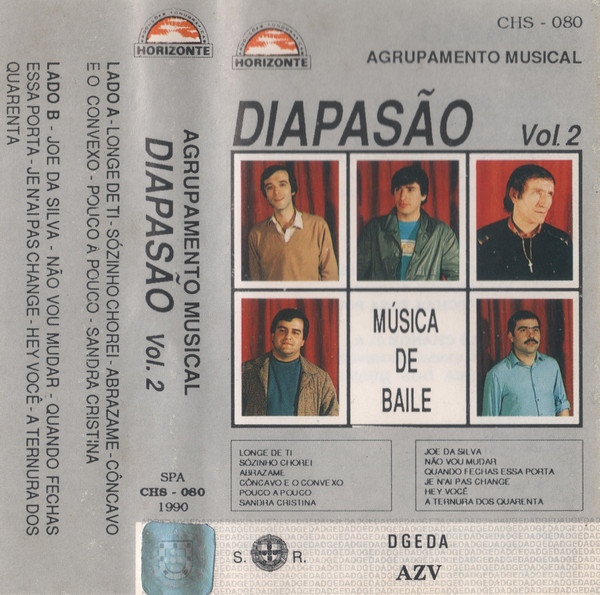 HORIZONTE
LADO A - LONGE DE TI - SÓZINHO CHOREI - ABRAZAME - CÔNCAVO
E O CONVEXO - POUCO A POUCO - SANDRA CRISTINA
LADO B - JOE DA SILVA - NÃO VOU MUDAR - QUANDO FECHAS
ESSA PORTA - JE N'AI PAS CHANGE - HEY VOCÊ - A TERNURA DOS
QUARENTA
AGRUPAMENTO MUSICAL
DIAPASÃO Vol. 2
SPA
CHS - 080
1990
HORIZONTE
CHS - 080
AGRUPAMENTO MUSICAL
DIAPASÃO Vol. 2
MÚSICA
DE
BAILE
LONGE DE TI
SÓZINHO CHOREI
ABRAZAME
CÔNCAVO E O CONVEXO
POUCO A POUCO
SANDRA CRISTINA
JOE DA SILVA
NÃO VOU MUDAR
QUANDO FECHAS ESSA PORTA
JE N'AI PAS CHANGE
HEY VOCÊ
A TERNURA DOS QUARENTA
S. R.
DGEDA
AZV